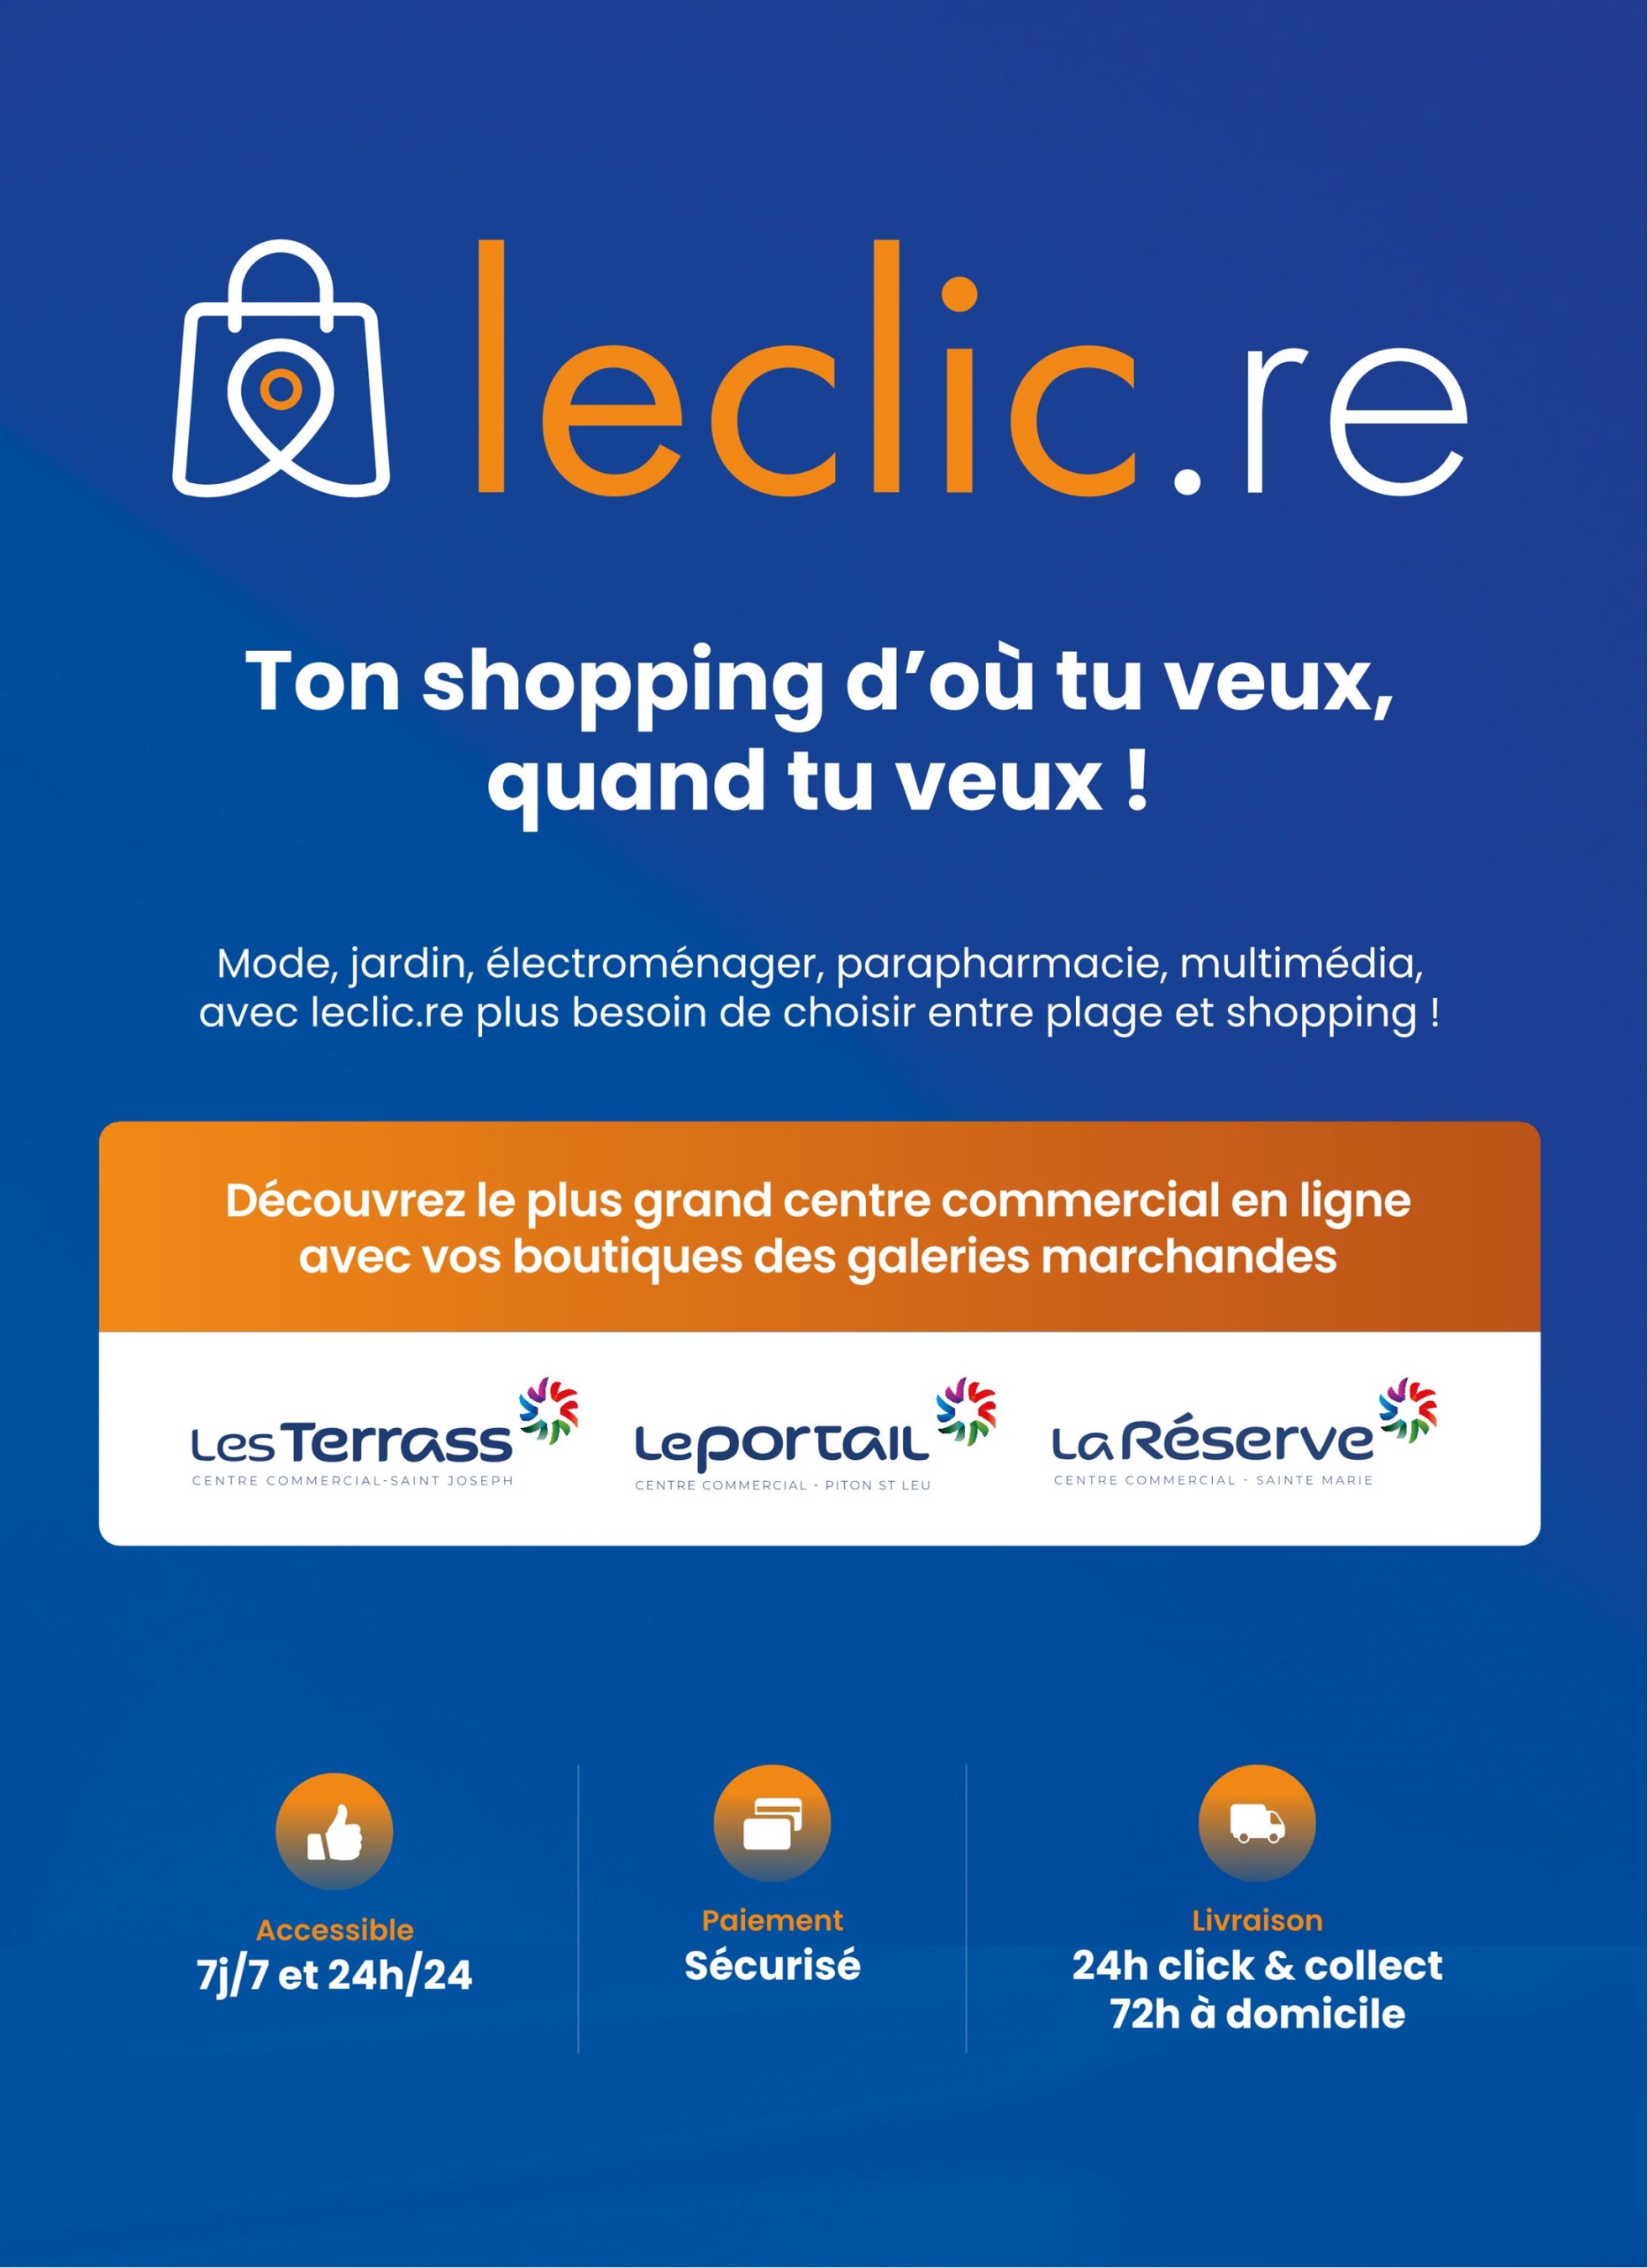 leclic.re
Ton shopping d’où tu veux,
quand tu veux !
Mode, jardin, électroménager, parapharmacie, multimédia,
avec leclic.re plus besoin de choisir entre plage et shopping !
Découvrez le plus grand centre commercial en ligne
avec vos boutiques des galeries marchandes
Les Terrass
CENTRE COMMERCIAL-SAINT JOSEPH
Le portail
CENTRE COMMERCIAL - PITON ST LEU
La Réserve
CENTRE COMMERCIAL - SAINTE MARIE
Accessible
7j/7 et 24h/24
Paiement
Sécurisé
Livraison
24h click & collect
72h à domicile